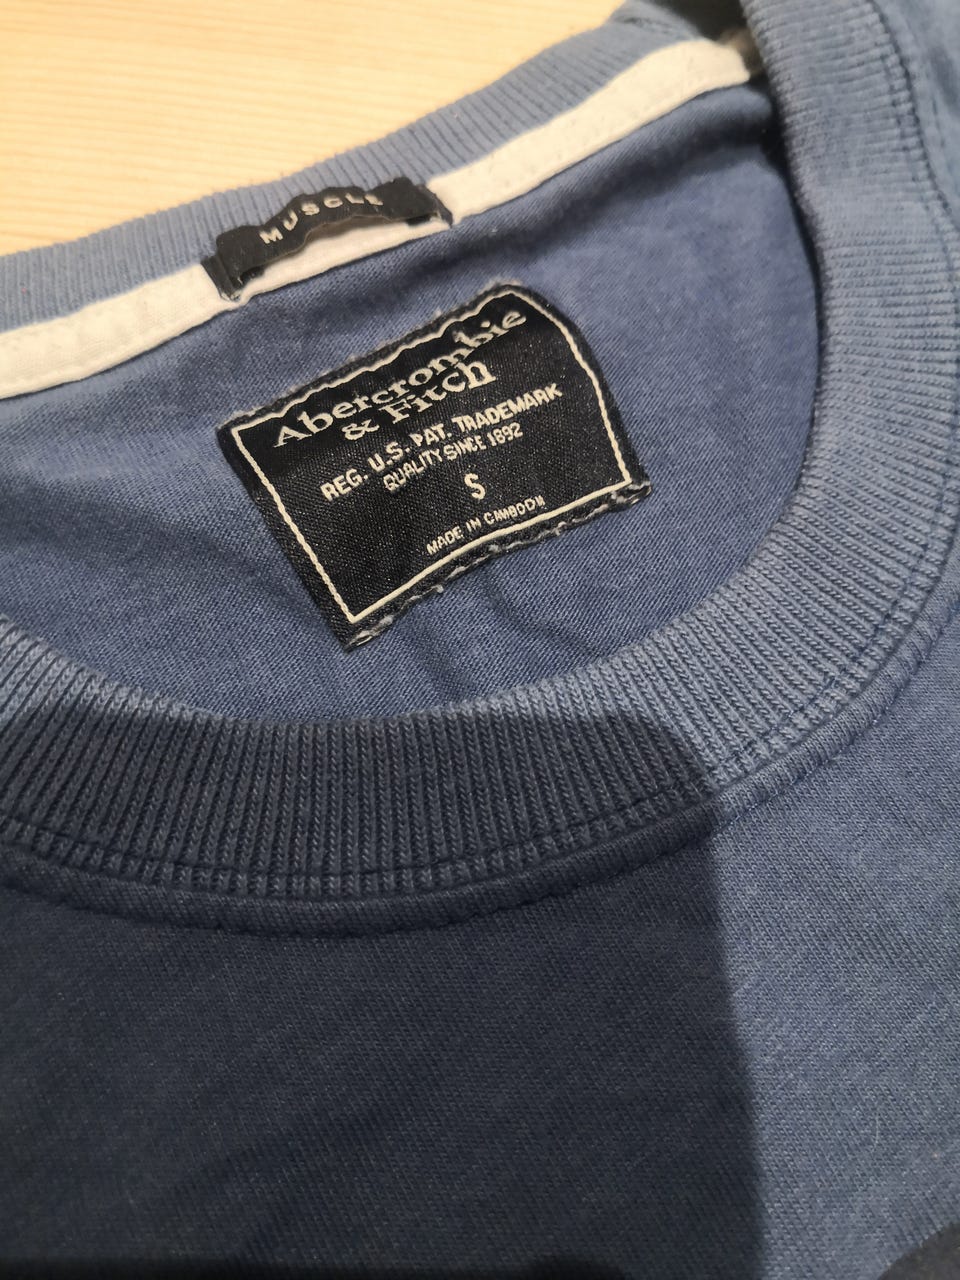 MUSCLE
Abercrombie
& Fitch
REG. U.S. PAT. TRADEMARK
QUALITY SINCE 1892
S
MADE IN CAMBODIA